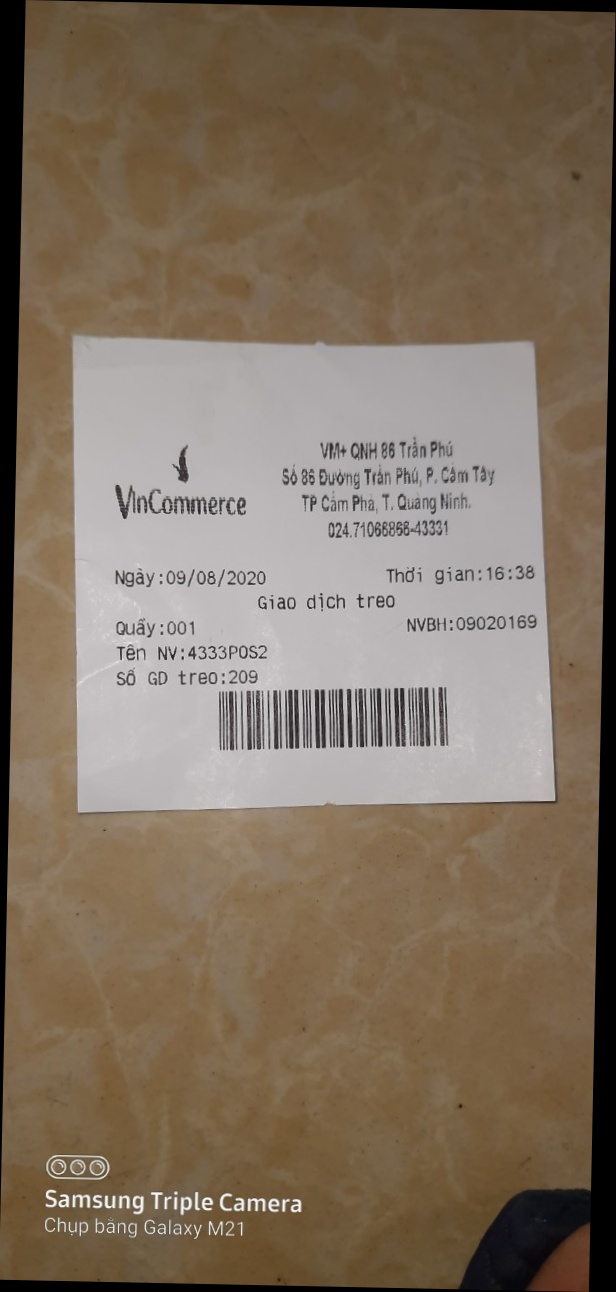 VinCommerce
VM+ QNH 86 Trần Phú
Số 86 Đường Trần Phú, P. Cẩm Tây
TP Cẩm Phả, T. Quảng Ninh.
024.71066866-43331
Ngày:09/08/2020 Thời gian:16:38
Giao dịch treo
Quầy:001 NVBH:09020169
Tên NV:4333POS2
Số GD treo:209
Samsung Triple Camera
Chụp bằng Galaxy M21